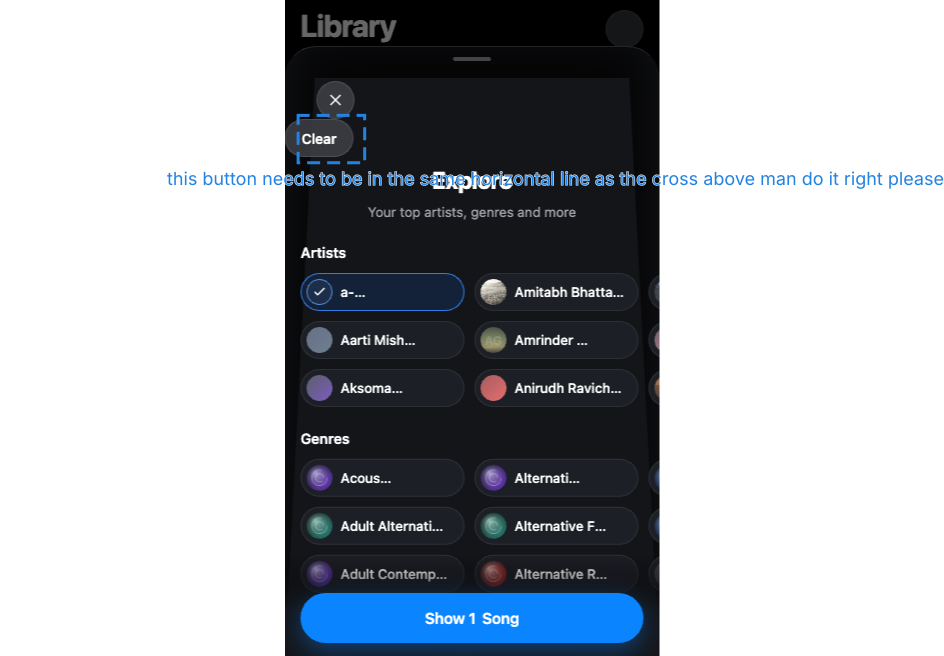 Library
Clear
this button needs to be in the same horizontal line as the cross above man do it right please
Explore
Your top artists, genres and more
Artists
a-...
Amitabh Bhatta...
Aarti Mish...
Amrinder ...
Aksoma...
Anirudh Ravich...
Genres
Acous...
Alternati...
Adult Alternati...
Alternative F...
Adult Contemp...
Alternative R...
Show 1 Song